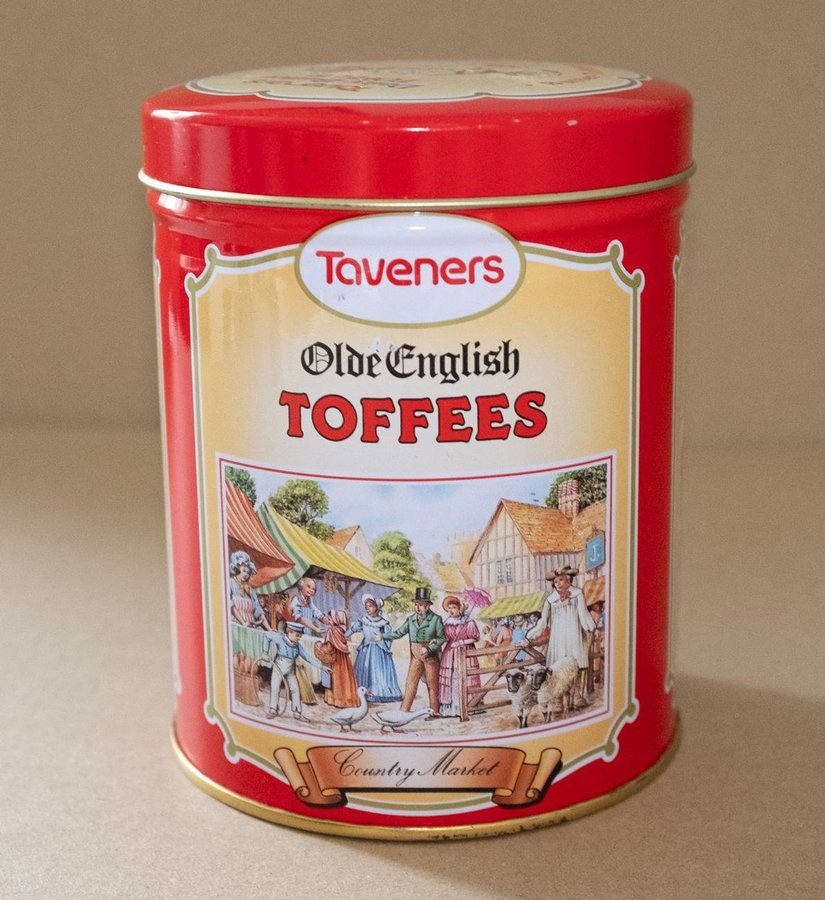 Taveners
Olde English
TOFFEES
J.
Country Market